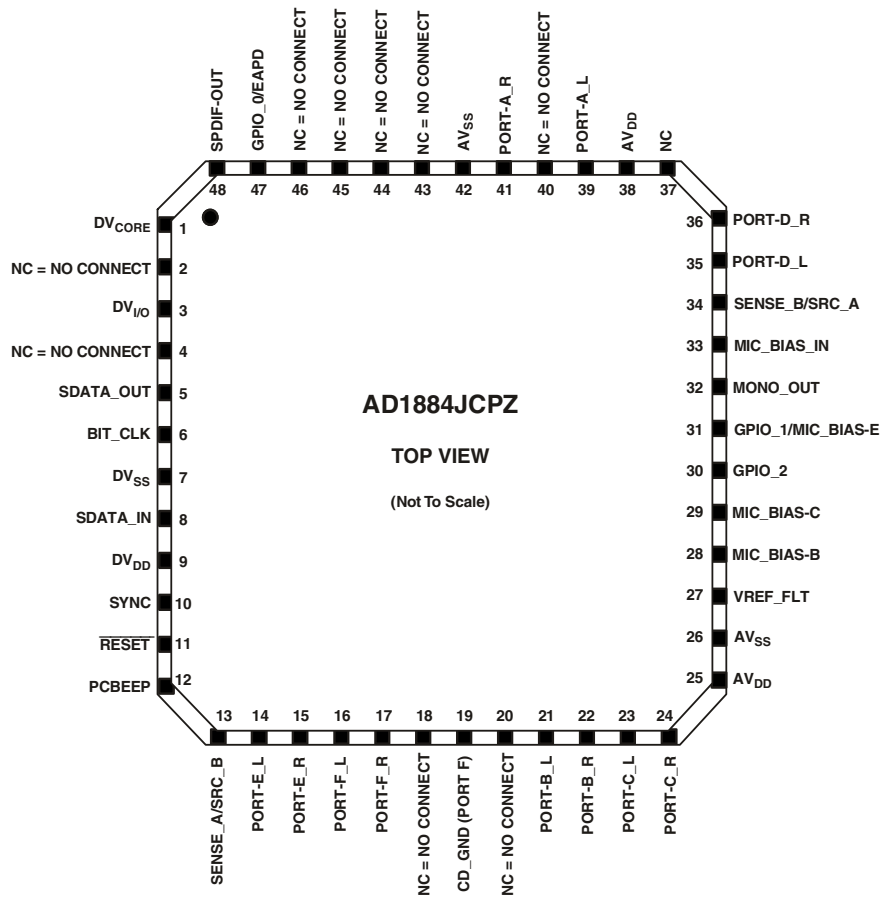 SPDIF-OUT
GPIO_0/EAPD
NC = NO CONNECT
NC = NO CONNECT
NC = NO CONNECT
NC = NO CONNECT
AVSS
PORT-A_R
NC = NO CONNECT
PORT-A_L
AVDD
NC
48 47 46 45 44 43 42 41 40 39 38 37
DVCORE 1
NC = NO CONNECT 2
DVI/O 3
NC = NO CONNECT 4
SDATA_OUT 5
BIT_CLK 6
DVSS 7
SDATA_IN 8
DVDD 9
SYNC 10
RESET 11
PCBEEP 12
AD1884JCPZ
TOP VIEW
(Not To Scale)
36 PORT-D_R
35 PORT-D_L
34 SENSE_B/SRC_A
33 MIC_BIAS_IN
32 MONO_OUT
31 GPIO_1/MIC_BIAS-E
30 GPIO_2
29 MIC_BIAS-C
28 MIC_BIAS-B
27 VREF_FLT
26 AVSS
25 AVDD
13 14 15 16 17 18 19 20 21 22 23 24
SENSE_A/SRC_B
PORT-E_L
PORT-E_R
PORT-F_L
PORT-F_R
NC = NO CONNECT
CD_GND (PORT F)
NC = NO CONNECT
PORT-B_L
PORT-B_R
PORT-C_L
PORT-C_R